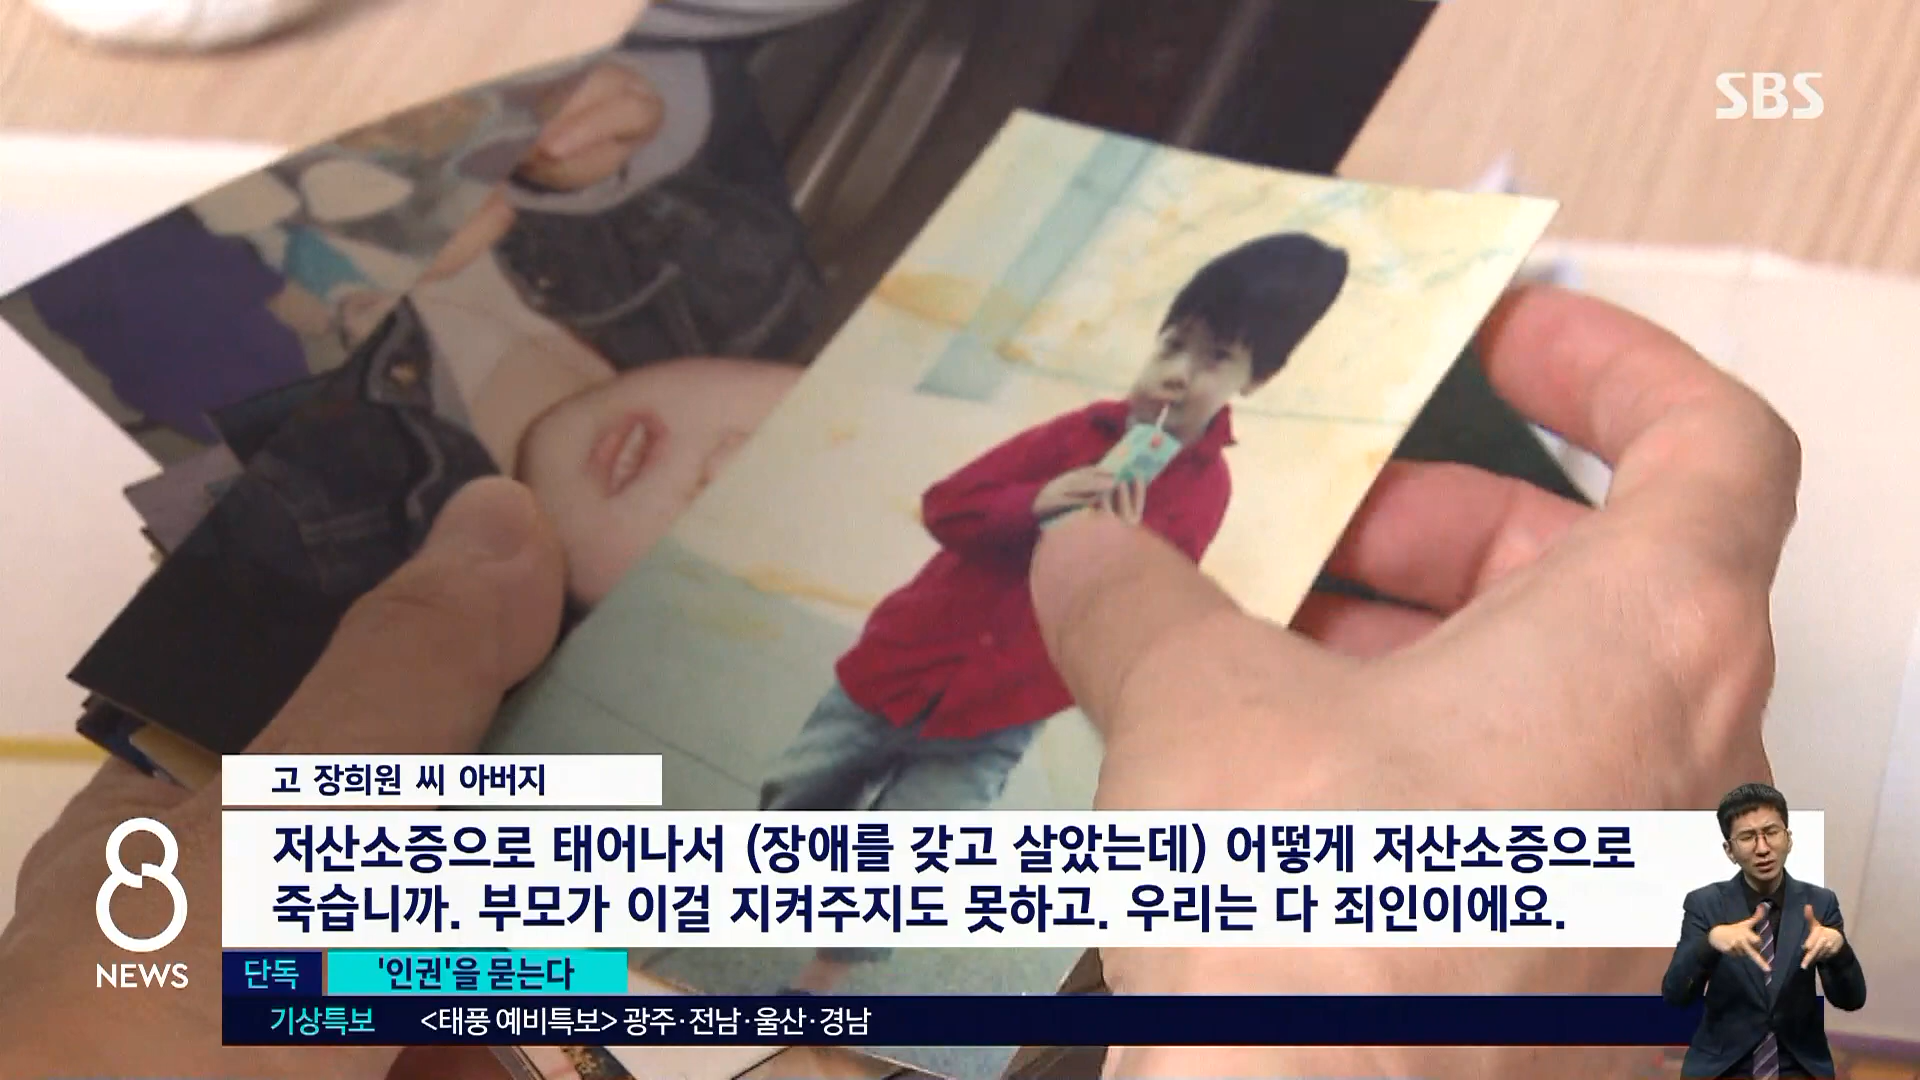 SBS
고 장희원 씨 아버지
저산소증으로 태어나서 (장애를 갖고 살았는데) 어떻게 저산소증으로
죽습니까. 부모가 이걸 지켜주지도 못하고. 우리는 다 죄인이에요.
8
NEWS
단독 '인권'을 묻는다
기상특보 <태풍 예비특보> 광주·전남·울산·경남